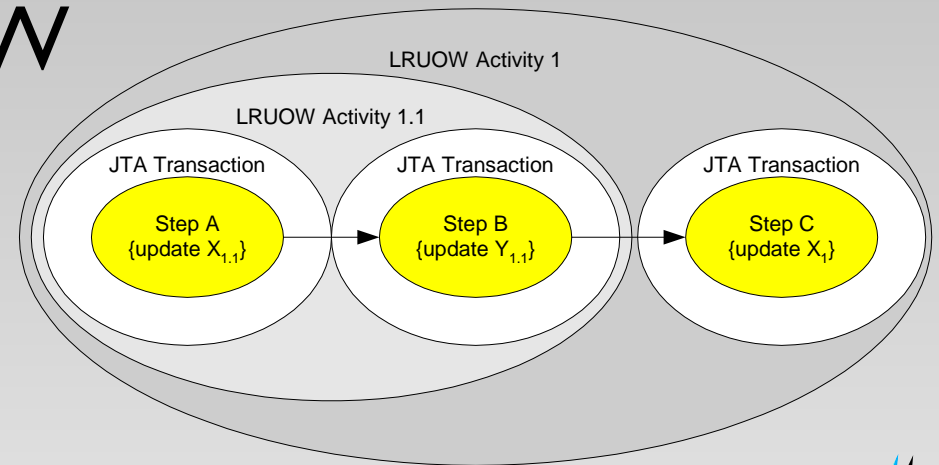 W
LRUOW Activity 1
LRUOW Activity 1.1
JTA Transaction
Step A
{update X₁.₁}
JTA Transaction
Step B
{update Y₁.₁}
JTA Transaction
Step C
{update X₁}